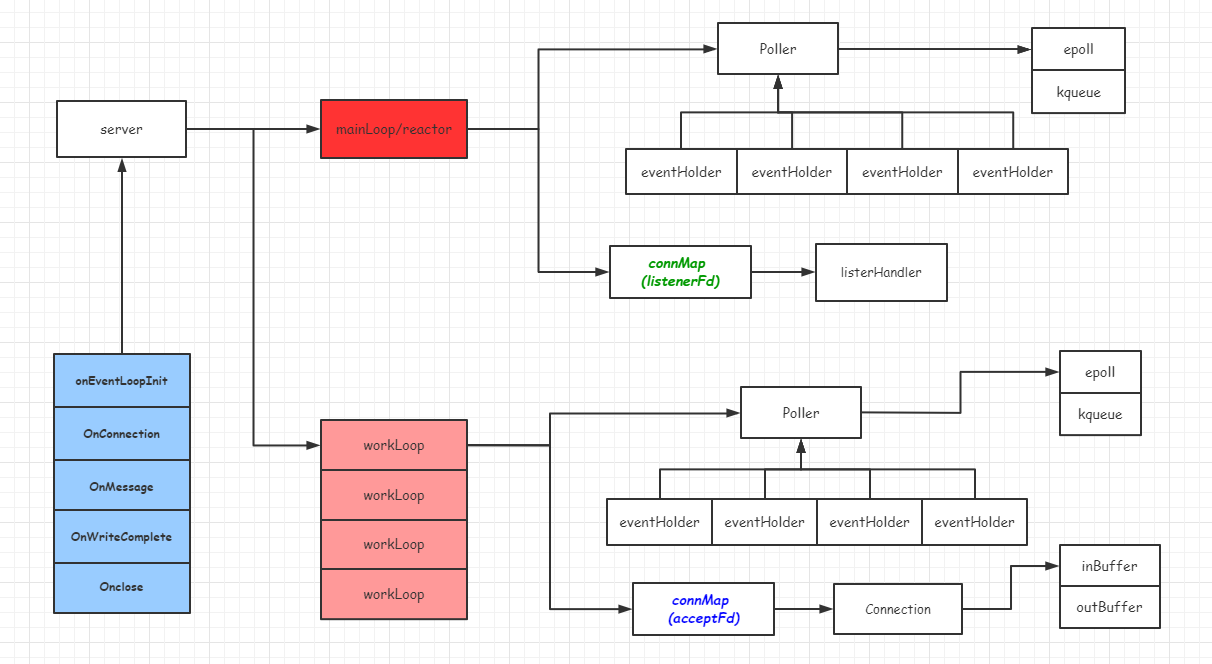 Poller
epoll
kqueue
server
mainLoop/reactor
eventHolder
eventHolder
eventHolder
eventHolder
connMap
(listenerFd)
listerHandler
onEventLoopInit
OnConnection
OnMessage
OnWriteComplete
Onclose
workLoop
workLoop
workLoop
workLoop
Poller
epoll
kqueue
eventHolder
eventHolder
eventHolder
eventHolder
connMap
(acceptFd)
Connection
inBuffer
outBuffer